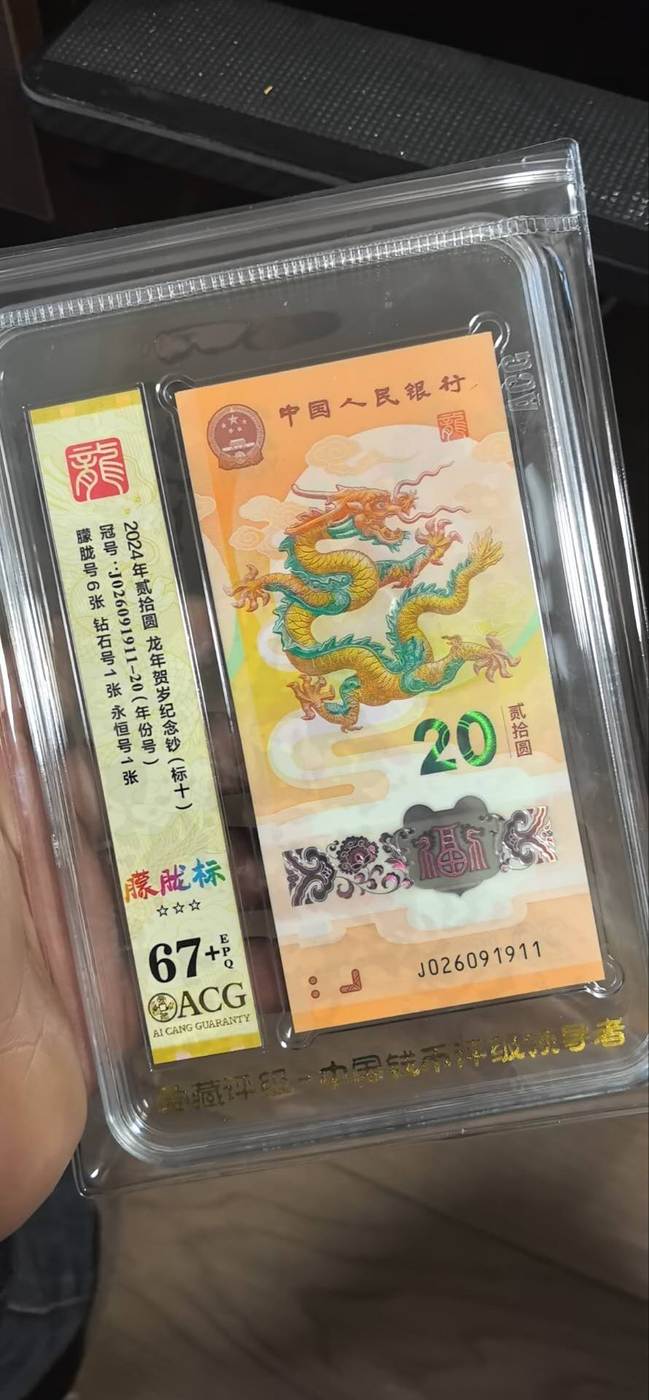 龍
2024年贰拾圆 龙年贺岁纪念钞(标十)
冠号:J026091911-20(年份号)
朦胧号6张 钻石号1张 永恒号1张
朦胧标
☆☆☆
67+EPQ
ACG
AI CANG GUARANTY
中国人民银行
龍
20
贰拾圆
福
J026091911
ACG
藏评级-中国钱币评级领导者